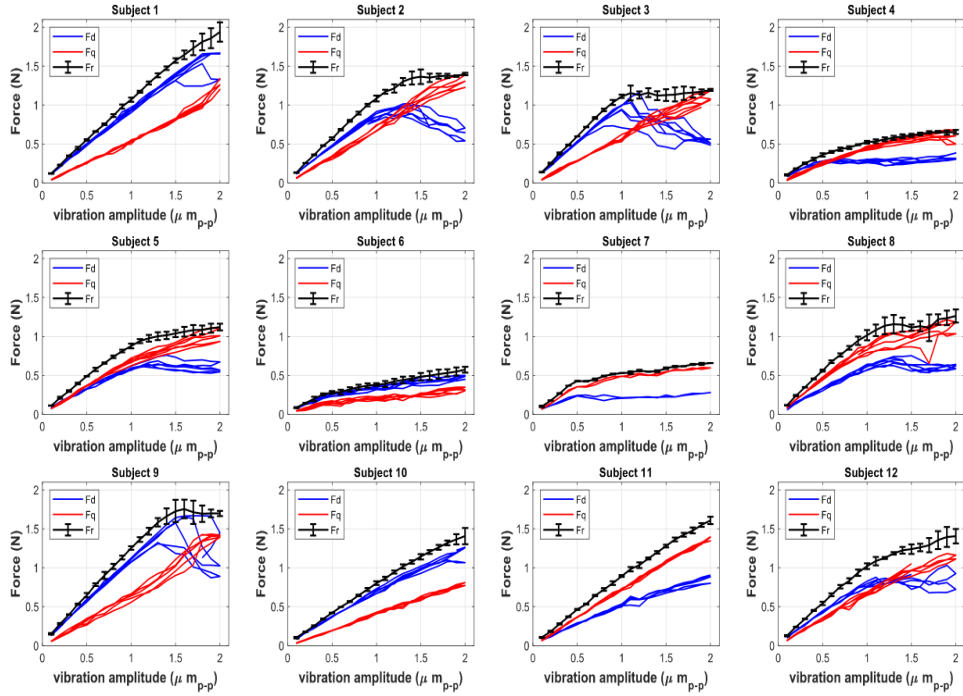 Subject 1
Subject 2
Subject 3
Subject 4
Force (N)
2
1.5
1
0.5
0
Fd
Fq
Fr
0 0.5 1 1.5 2
vibration amplitude (μ m p-p)
Force (N)
2
1.5
1
0.5
0
Fd
Fq
Fr
0 0.5 1 1.5 2
vibration amplitude (μ m p-p)
Force (N)
2
1.5
1
0.5
0
Fd
Fq
Fr
0 0.5 1 1.5 2
vibration amplitude (μ m p-p)
Force (N)
2
1.5
1
0.5
0
Fd
Fq
Fr
0 0.5 1 1.5 2
vibration amplitude (μ m p-p)
Subject 5
Subject 6
Subject 7
Subject 8
Force (N)
2
1.5
1
0.5
0
Fd
Fq
Fr
0 0.5 1 1.5 2
vibration amplitude (μ m p-p)
Force (N)
2
1.5
1
0.5
0
Fd
Fq
Fr
0 0.5 1 1.5 2
vibration amplitude (μ m p-p)
Force (N)
2
1.5
1
0.5
0
Fd
Fq
Fr
0 0.5 1 1.5 2
vibration amplitude (μ m p-p)
Force (N)
2
1.5
1
0.5
0
Fd
Fq
Fr
0 0.5 1 1.5 2
vibration amplitude (μ m p-p)
Subject 9
Subject 10
Subject 11
Subject 12
Force (N)
2
1.5
1
0.5
0
Fd
Fq
Fr
0 0.5 1 1.5 2
vibration amplitude (μ m p-p)
Force (N)
2
1.5
1
0.5
0
Fd
Fq
Fr
0 0.5 1 1.5 2
vibration amplitude (μ m p-p)
Force (N)
2
1.5
1
0.5
0
Fd
Fq
Fr
0 0.5 1 1.5 2
vibration amplitude (μ m p-p)
Force (N)
2
1.5
1
0.5
0
Fd
Fq
Fr
0 0.5 1 1.5 2
vibration amplitude (μ m p-p)